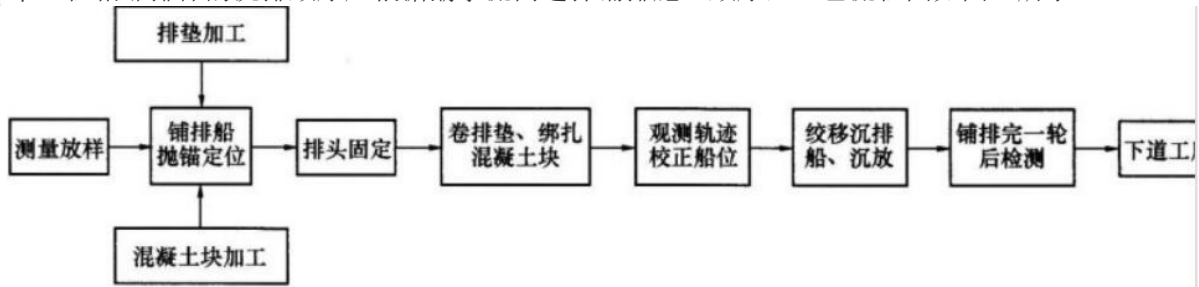 排垫加工
测量放样
铺排船
抛锚定位
排头固定
卷排垫、绑扎
混凝土块
观测轨迹
校正船位
绞移沉排
船、沉放
铺排完一轮
后检测
下道工
混凝土块加工